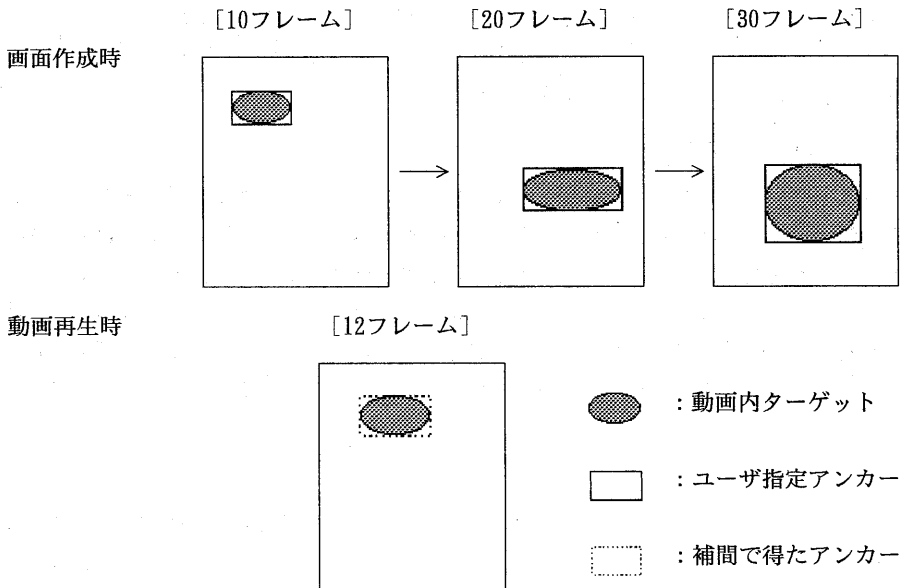 [10フレーム] [20フレーム] [30フレーム]
画面作成時
動画再生時 [12フレーム]
:動画内ターゲット
:ユーザ指定アンカー
:補間で得たアンカー